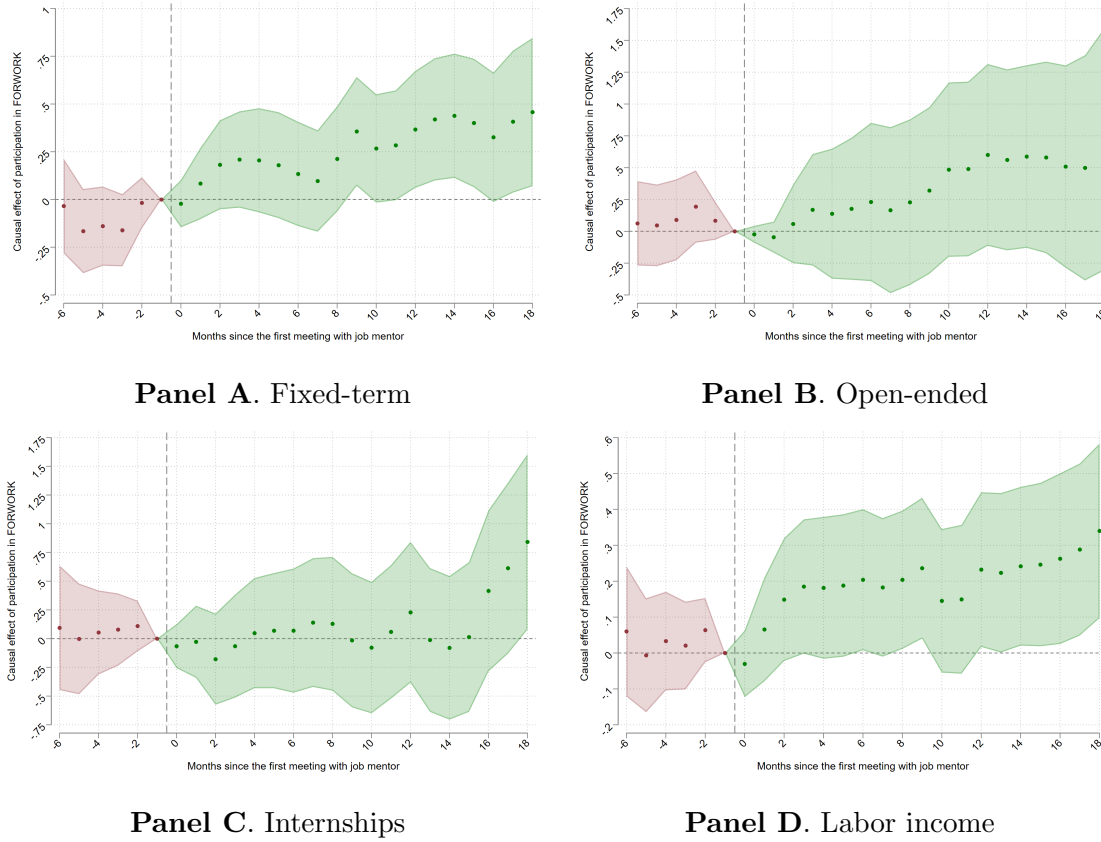 Causal effect of participation in FORWORK
1
.75
.5
.25
0
-.25
-.5
-6 -4 -2 0 2 4 6 8 10 12 14 16 18
Months since the first meeting with job mentor
Panel A. Fixed-term
Causal effect of participation in FORWORK
1.75
1.5
1.25
1
.75
.5
.25
0
-.25
-.5
-6 -4 -2 0 2 4 6 8 10 12 14 16 18
Months since the first meeting with job mentor
Panel B. Open-ended
Causal effect of participation in FORWORK
1.75
1.5
1.25
1
.75
.5
.25
0
-.25
-.5
-.75
-6 -4 -2 0 2 4 6 8 10 12 14 16 18
Months since the first meeting with job mentor
Panel C. Internships
Causal effect of participation in FORWORK
.6
.5
.4
.3
.2
.1
0
-.1
-.2
-6 -4 -2 0 2 4 6 8 10 12 14 16 18
Months since the first meeting with job mentor
Panel D. Labor income